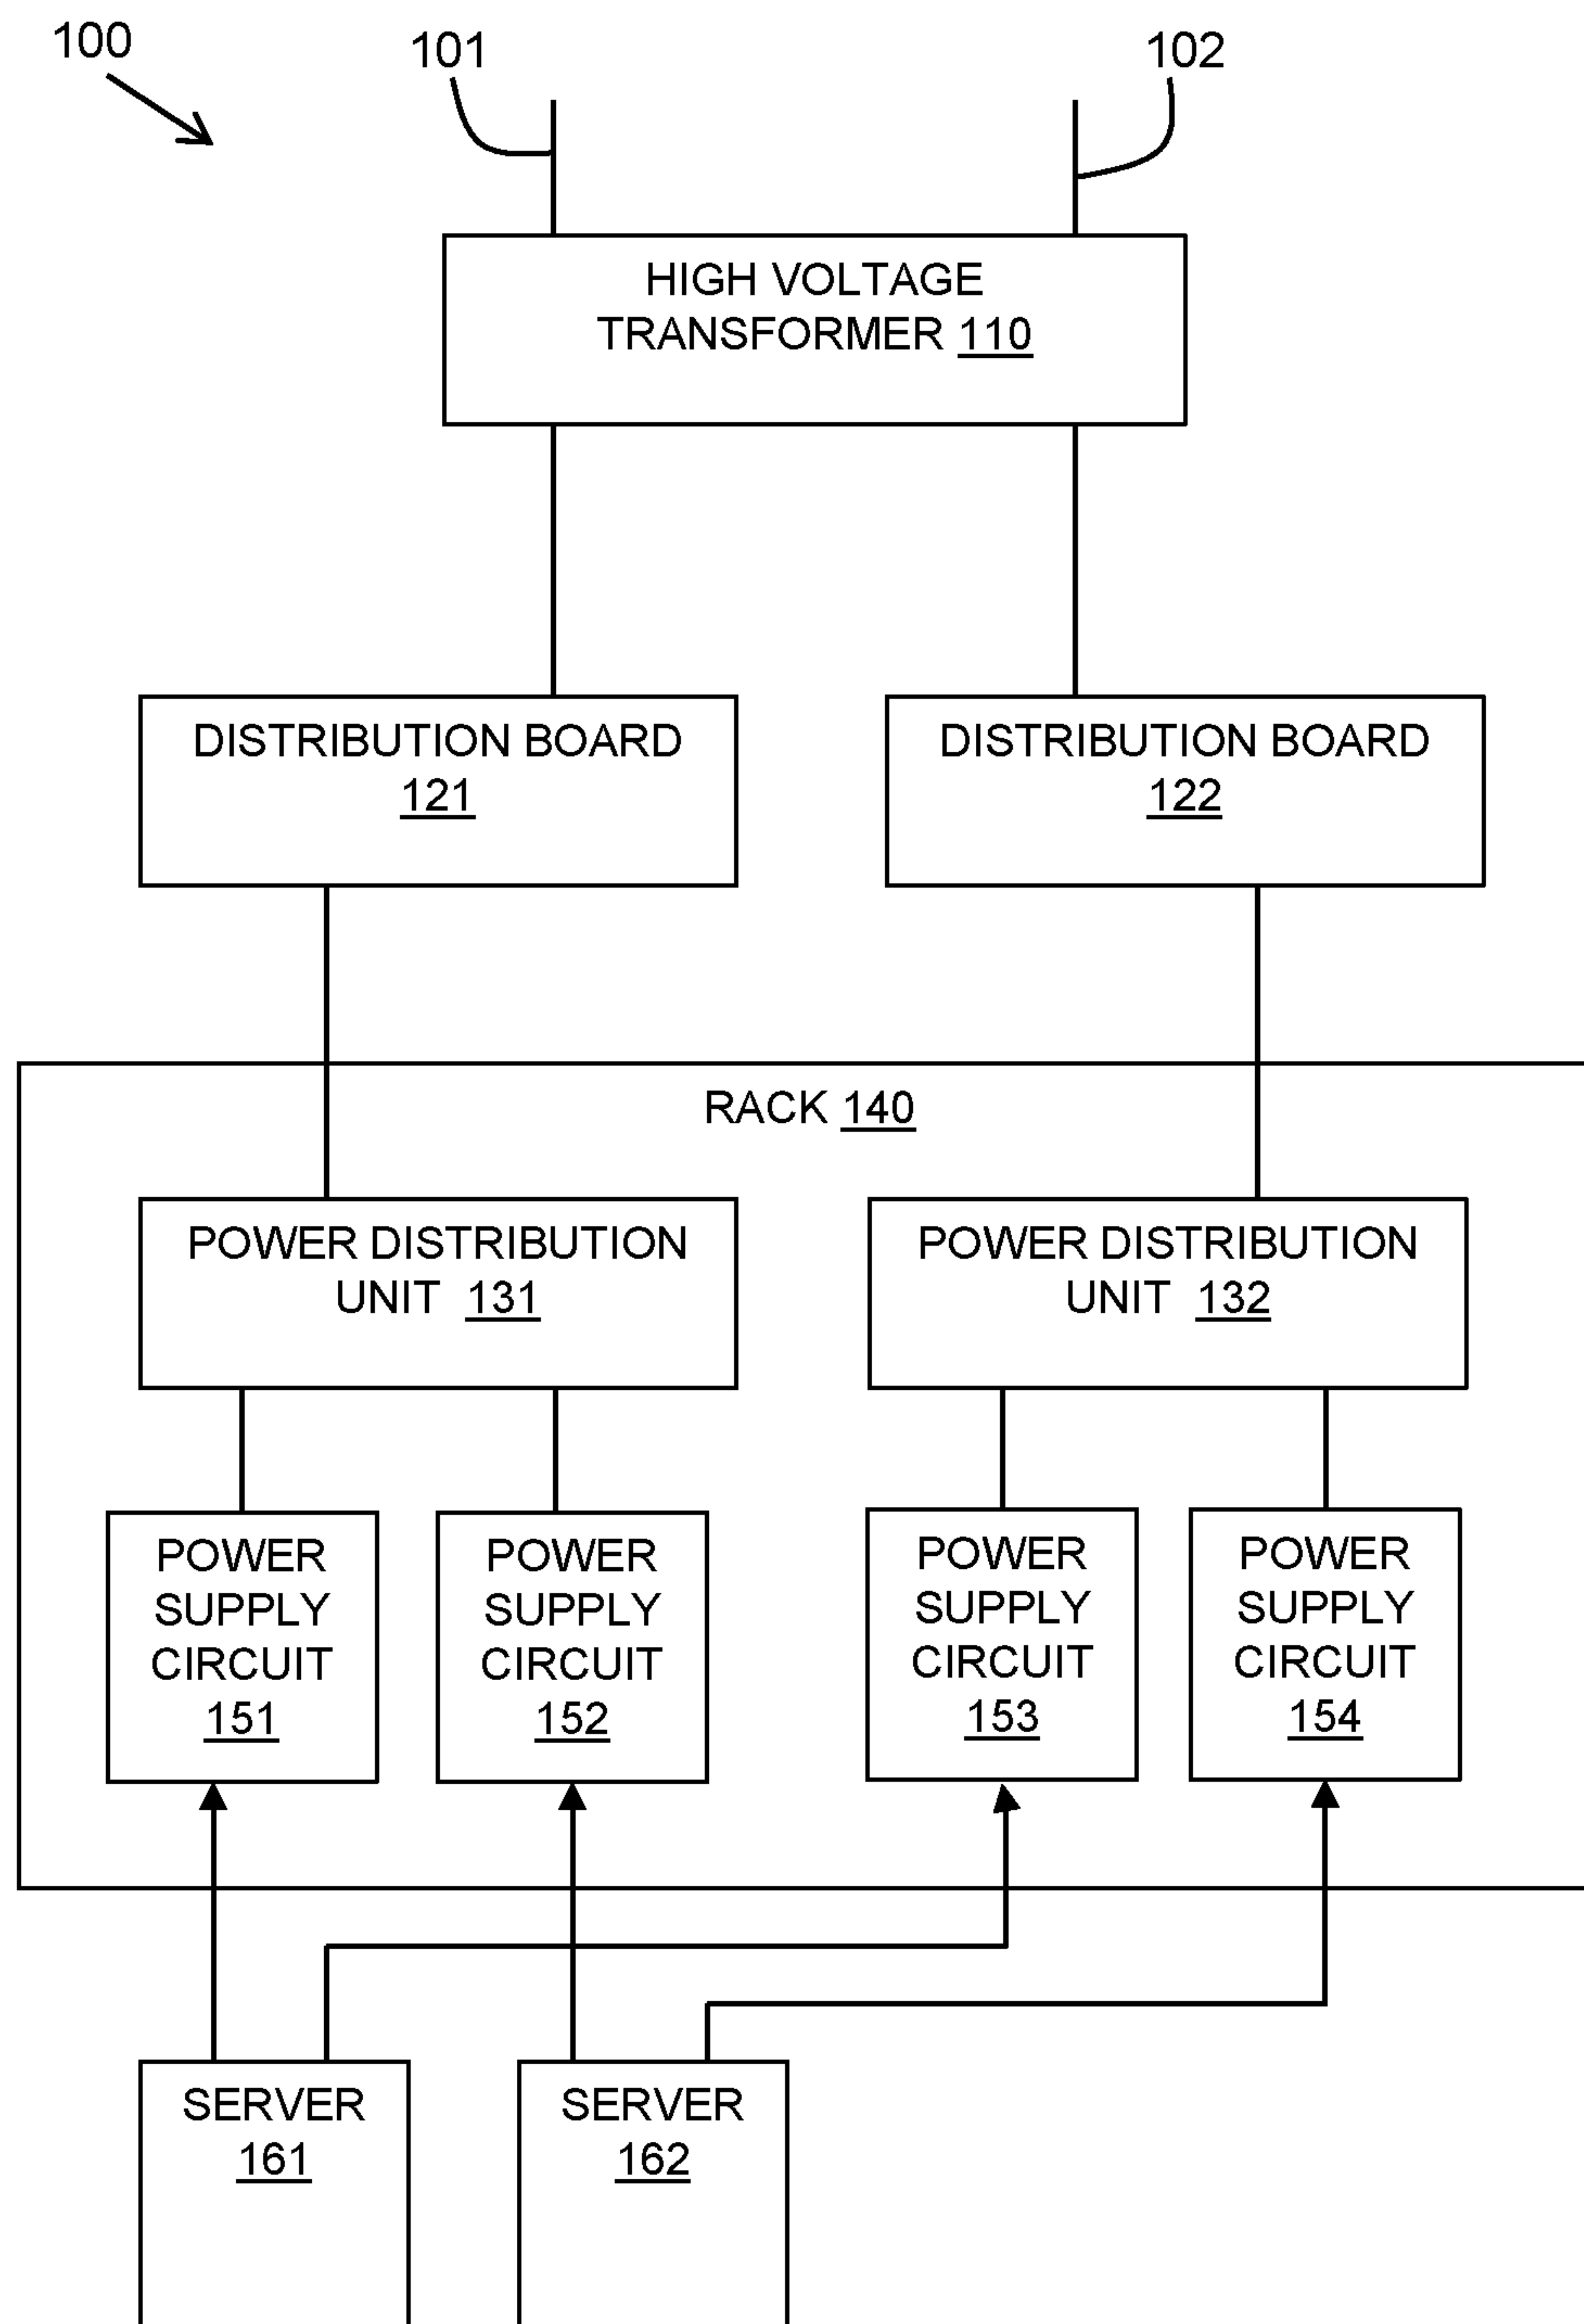 100
101
102
HIGH VOLTAGE
TRANSFORMER 110
DISTRIBUTION BOARD
121
DISTRIBUTION BOARD
122
RACK 140
POWER DISTRIBUTION
UNIT 131
POWER DISTRIBUTION
UNIT 132
POWER
SUPPLY
CIRCUIT
151
POWER
SUPPLY
CIRCUIT
152
POWER
SUPPLY
CIRCUIT
153
POWER
SUPPLY
CIRCUIT
154
SERVER
161
SERVER
162